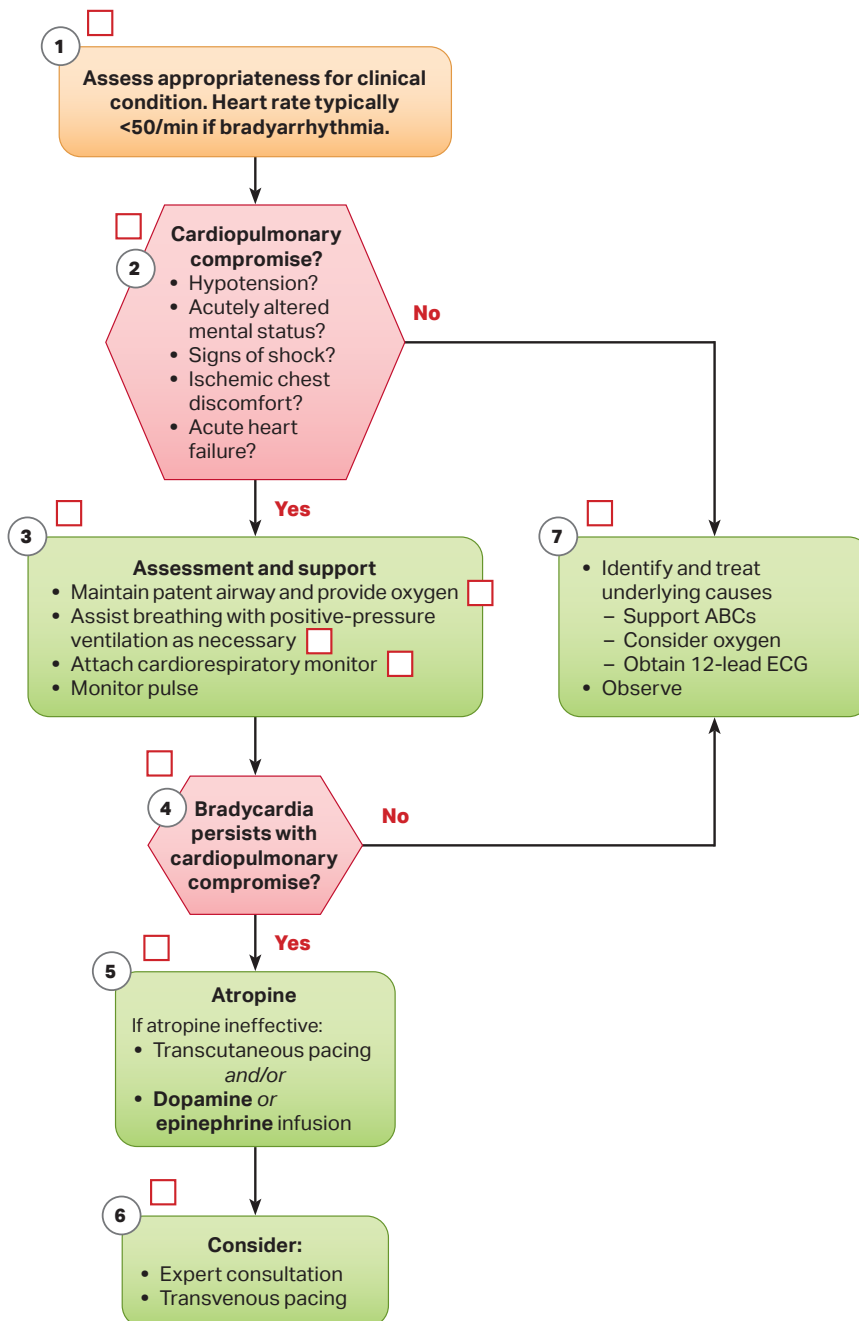 1
Assess appropriateness for clinical
condition. Heart rate typically
<50/min if bradyarrhythmia.
2
Cardiopulmonary
compromise?
• Hypotension?
• Acutely altered
mental status?
• Signs of shock?
• Ischemic chest
discomfort?
• Acute heart
failure?
No
Yes
3
Assessment and support
• Maintain patent airway and provide oxygen
• Assist breathing with positive-pressure
ventilation as necessary
• Attach cardiorespiratory monitor
• Monitor pulse
7
• Identify and treat
underlying causes
– Support ABCs
– Consider oxygen
– Obtain 12-lead ECG
• Observe
4
Bradycardia
persists with
cardiopulmonary
compromise?
No
Yes
5
Atropine
If atropine ineffective:
• Transcutaneous pacing
and/or
• Dopamine or
epinephrine infusion
6
Consider:
• Expert consultation
• Transvenous pacing